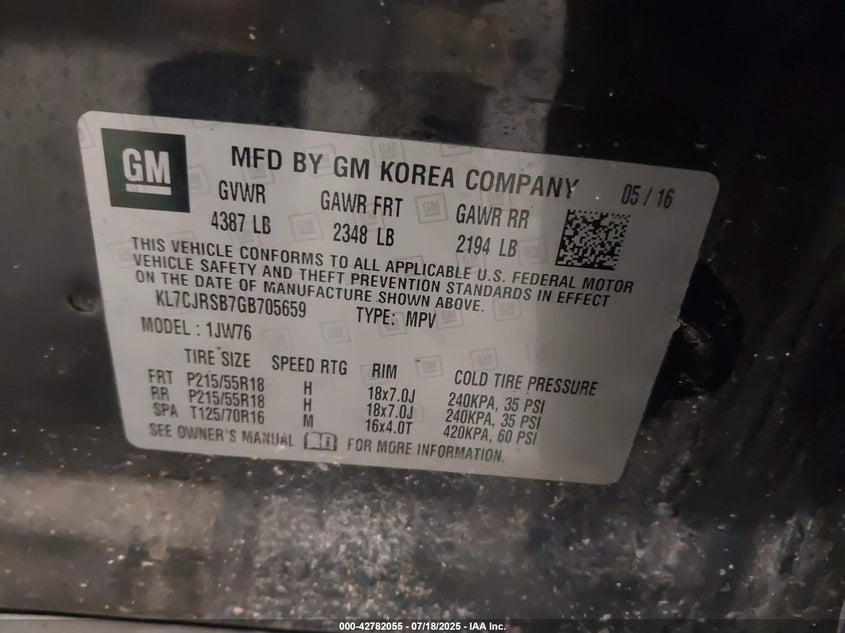 GM MFD BY GM KOREA COMPANY 05 / 16
GVWR GAWR FRT GAWR RR
4387 LB 2348 LB 2194 LB
THIS VEHICLE CONFORMS TO ALL APPLICABLE U.S. FEDERAL MOTOR
VEHICLE SAFETY AND THEFT PREVENTION STANDARDS IN EFFECT
ON THE DATE OF MANUFACTURE SHOWN ABOVE.
KL7CJRSB7GB705659 TYPE: MPV
MODEL : 1JW76
TIRE SIZE SPEED RTG RIM COLD TIRE PRESSURE
FRT P215/55R18 H 18x7.0J 240KPA, 35 PSI
RR P215/55R18 H 18x7.0J 240KPA, 35 PSI
SPA T125/70R16 M 16x4.0T 420KPA, 60 PSI
SEE OWNER'S MANUAL FOR MORE INFORMATION.
000-42782055 - 07/18/2025 - IAA Inc.